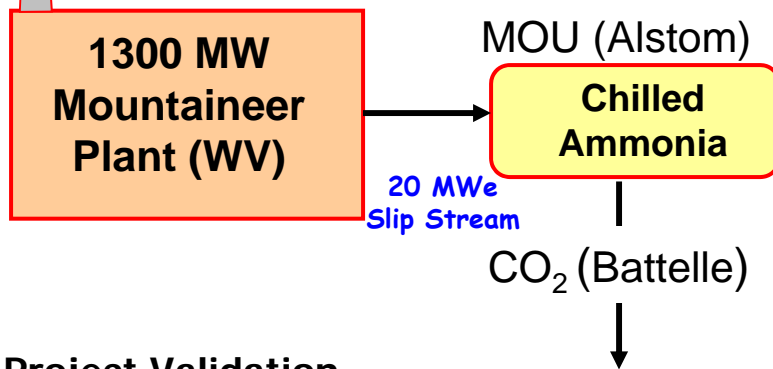 MOU (Alstom)
1300 MW
Mountaineer
Plant (WV)
Chilled
Ammonia
20 MWe
Slip Stream
CO₂ (Battelle)
Project Validation